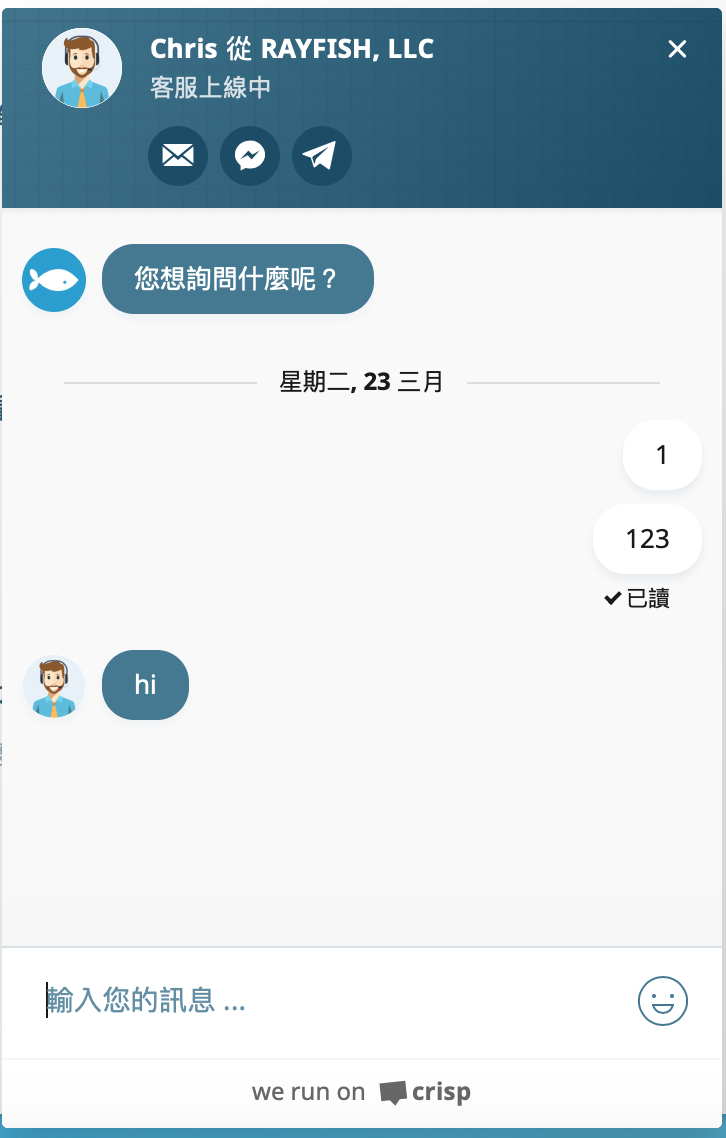 Chris 從 RAYFISH, LLC
客服上線中
您想詢問什麼呢？
星期二, 23 三月
1
123
已讀
hi
輸入您的訊息 ...
we run on crisp